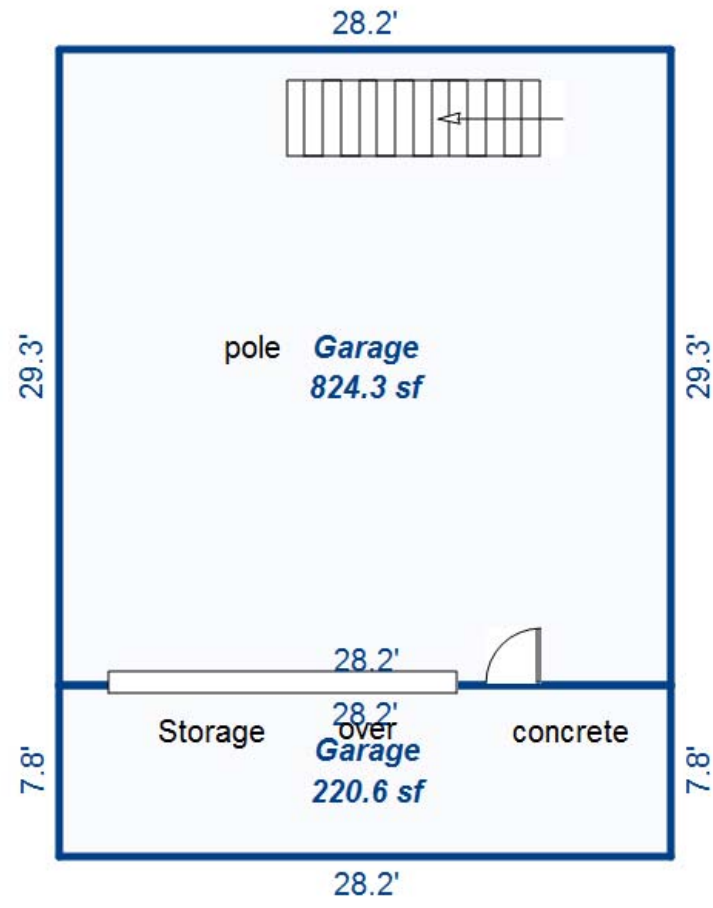 28.2'
29.3'
pole Garage
824.3 sf
29.3'
28.2'
28.2'
Storage over concrete
Garage
220.6 sf
7.8'
7.8'
28.2'